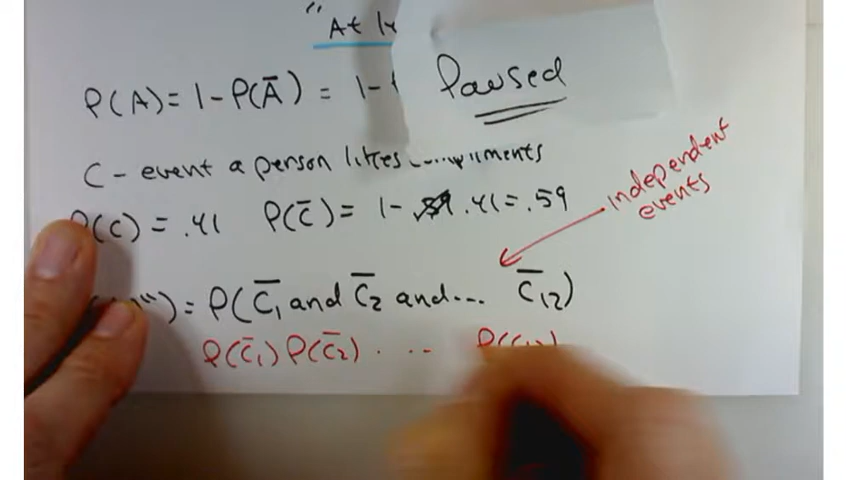 " At
P(A) = 1 - P(A̅) = 1 -
Paused
C - event a person likes
P(C) = .41 P(C̅) = 1 - .41 = .59
independent
events
) = P(C̅₁ and C̅₂ and... C̅₁₂)
P(C̅₁) P(C̅₂) · ...